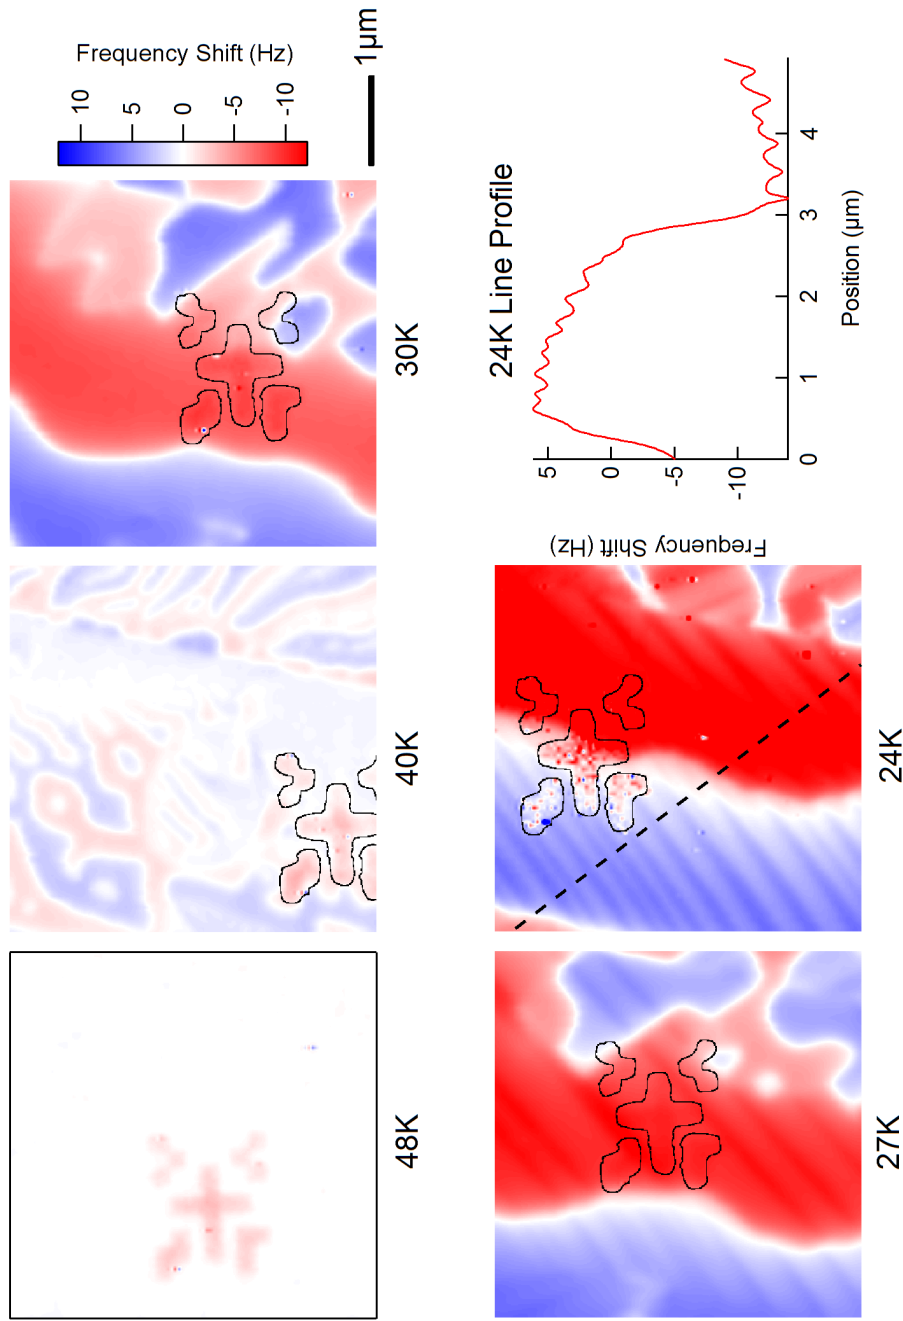 48K
40K
30K
Frequency Shift (Hz)
10
5
0
-5
-10
1μm
27K
24K
24K Line Profile
Frequency Shift (Hz)
5
0
-5
-10
0
1
2
3
4
Position (μm)